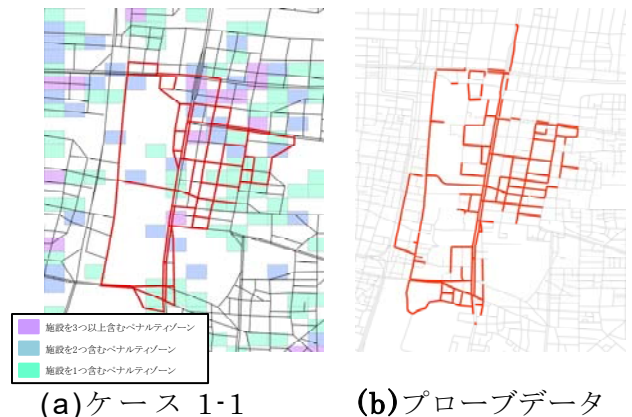 施設を3つ以上含むペナルティゾーン
施設を2つ含むペナルティゾーン
施設を1つ含むペナルティゾーン
(a)ケース 1-1
(b)プローブデータ